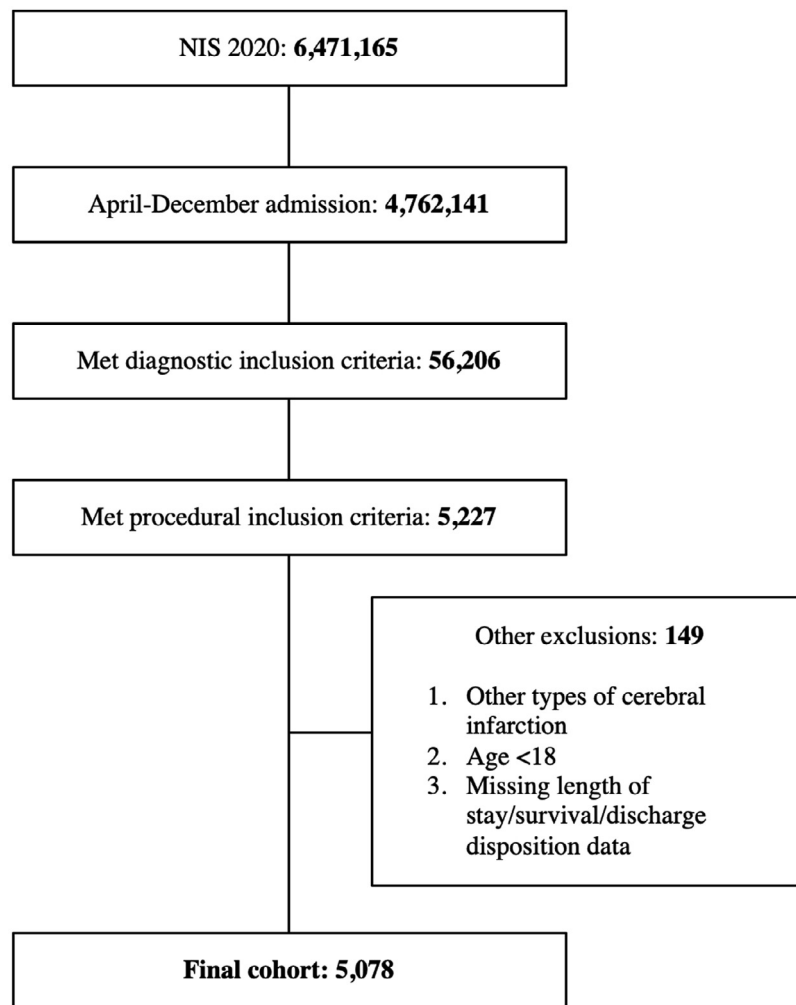 NIS 2020: 6,471,165
April-December admission: 4,762,141
Met diagnostic inclusion criteria: 56,206
Met procedural inclusion criteria: 5,227
Other exclusions: 149
1. Other types of cerebral
infarction
2. Age <18
3. Missing length of
stay/survival/discharge
disposition data
Final cohort: 5,078